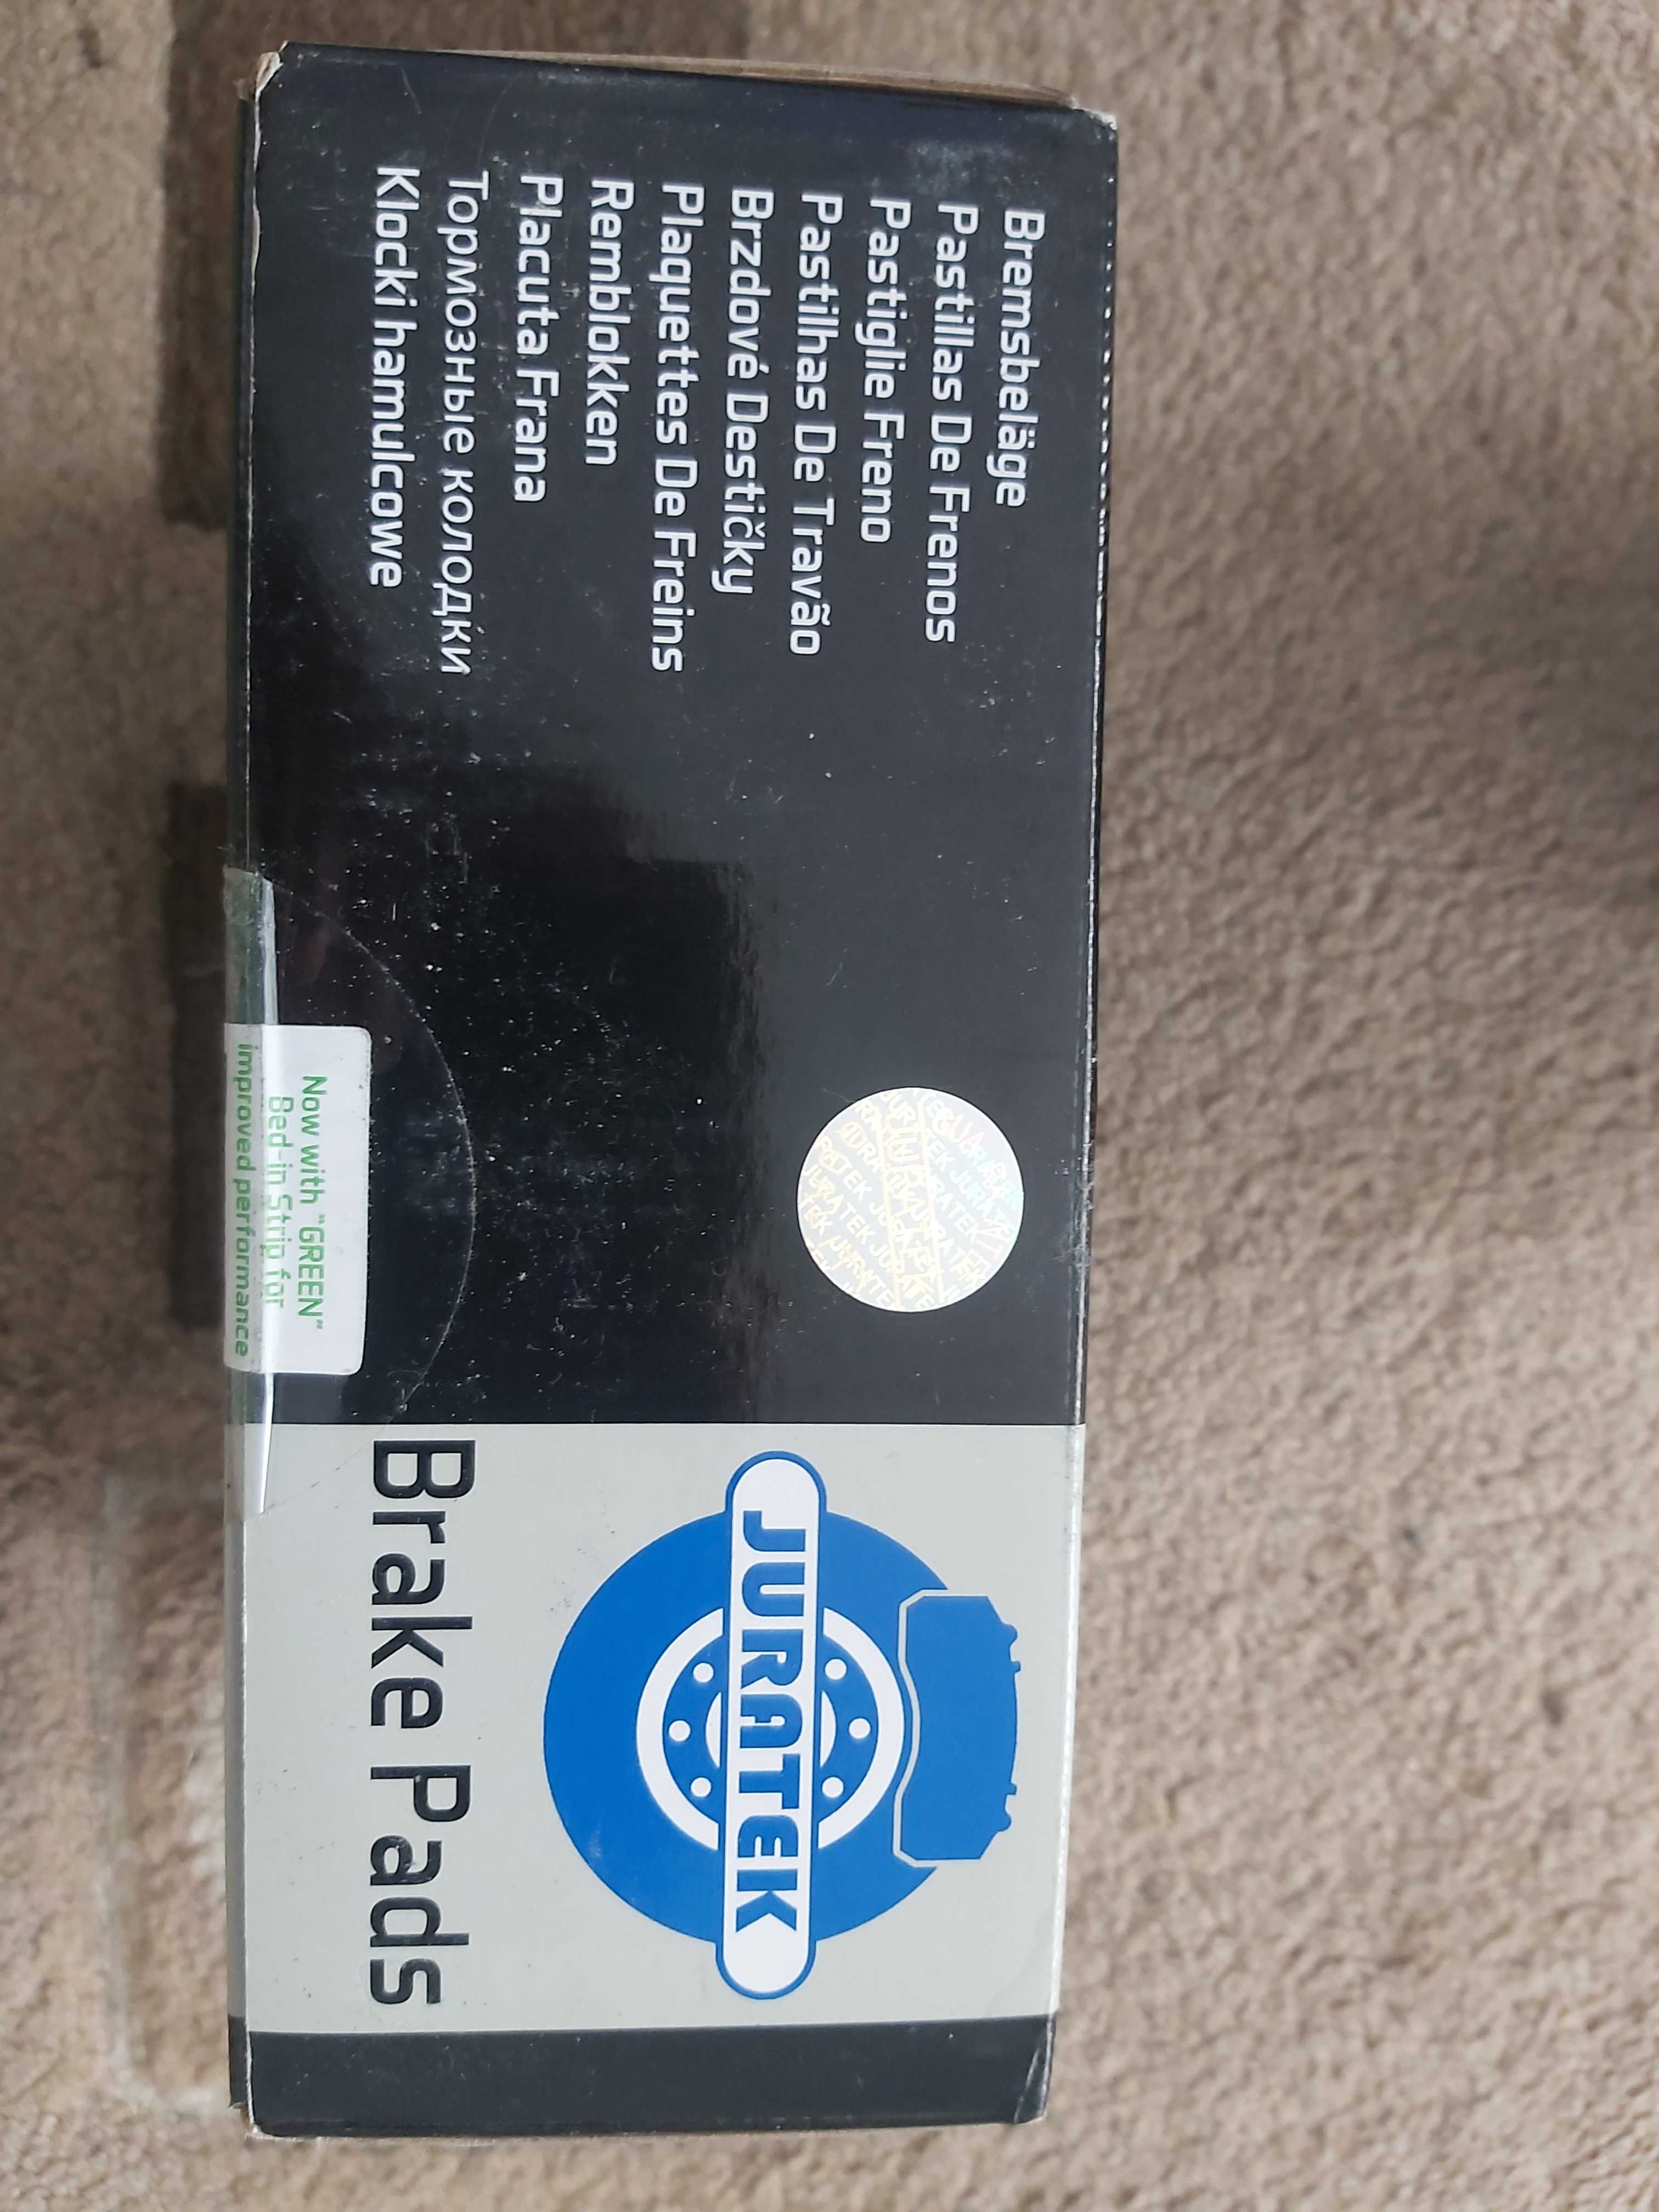 Bremsbeläge
Pastillas De Frenos
Pastiglie Freno
Pastilhas De Travão
Brzdové Destičky
Plaquettes De Freins
Remblokken
Placuta Frana
Тормозные колодки
Klocki hamulcowe
Now with "GREEN"
Bed-in Strip for
improved performance
JURATEK
Brake Pads